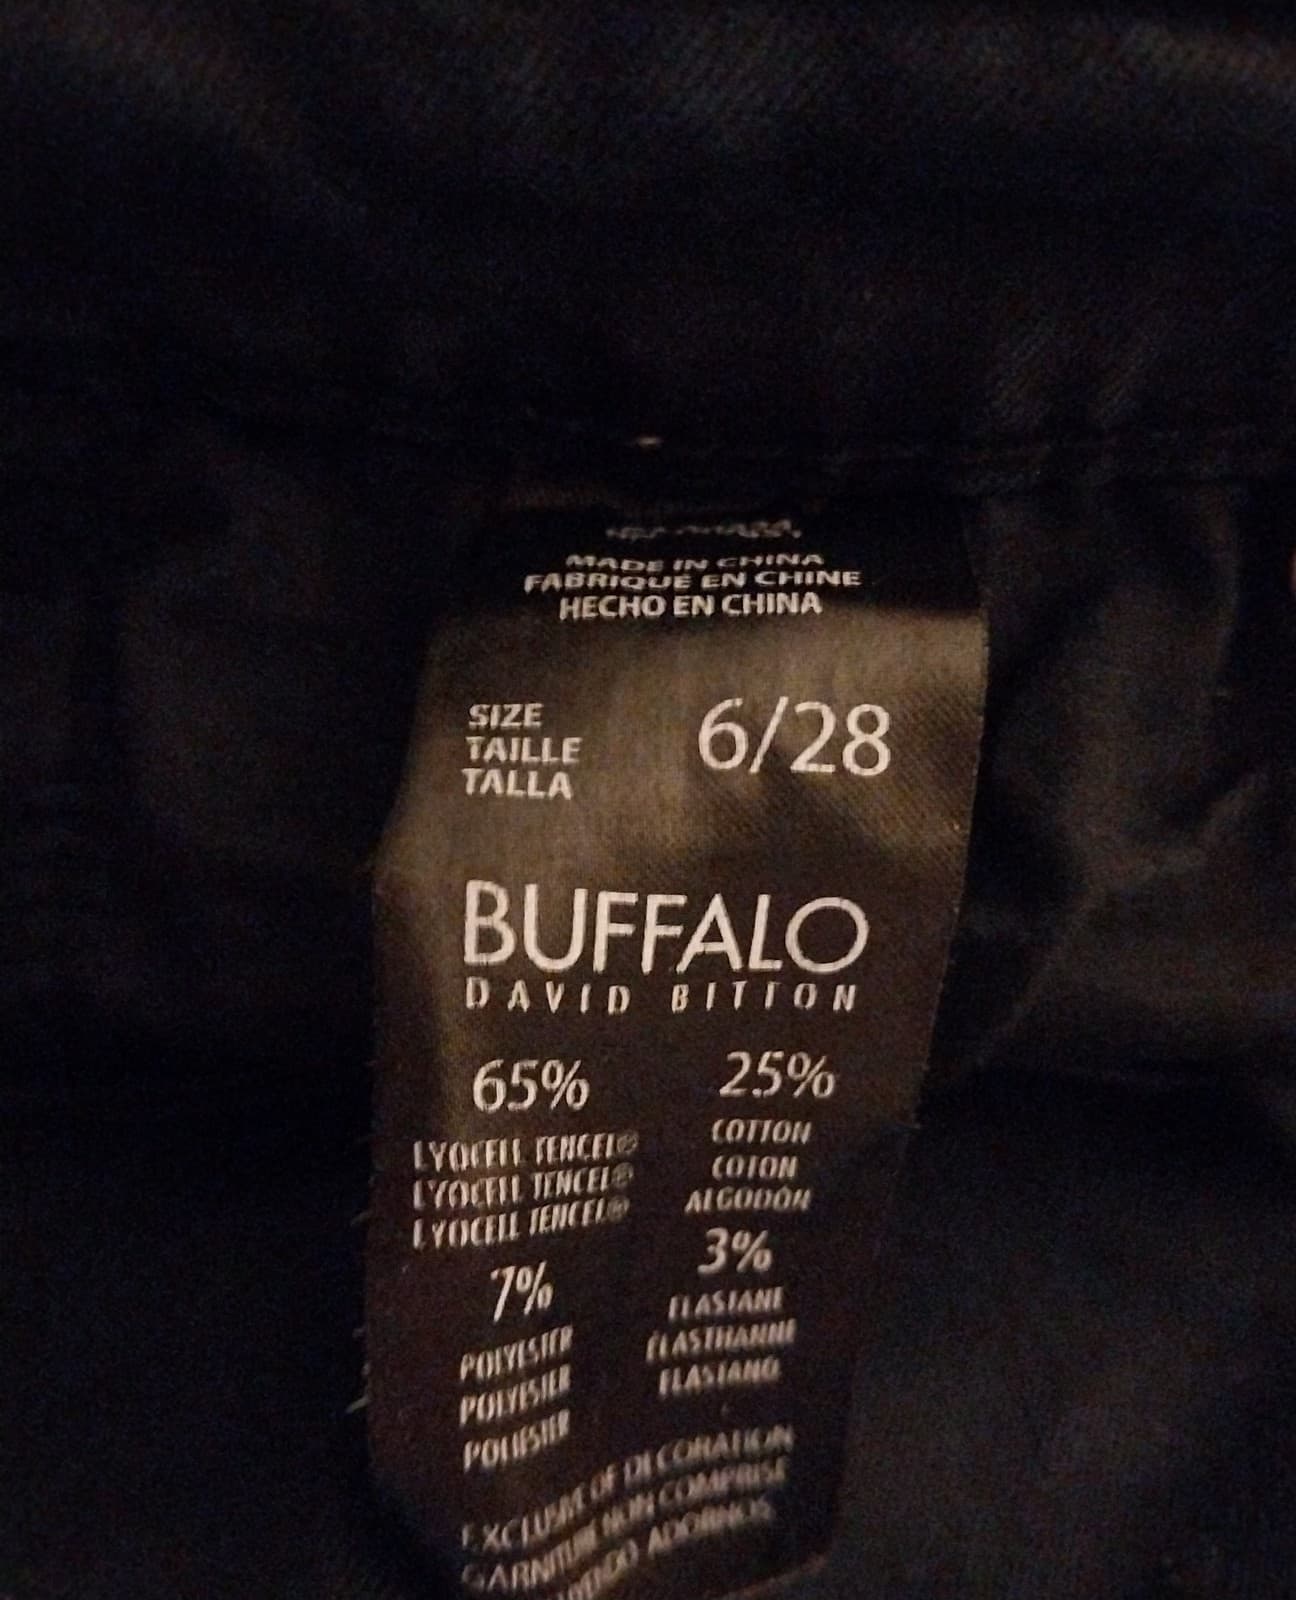 MADE IN CHINA
FABRIQUÉ EN CHINE
HECHO EN CHINA
SIZE
TAILLE
TALLA
6/28
BUFFALO
DAVID BITTON
65%
LYOCELL TENCEL®
LYOCELL TENCEL®
LYOCELL TENCEL®
25%
COTTON
COTON
ALGODÓN
7%
POLYESTER
POLYESTER
POLIESTER
3%
ELASTANE
ÉLASTHANNE
ELASTANO
EXCLUSIVE OF DECORATION
GARNITURE NON COMPRISE
ADORNOS